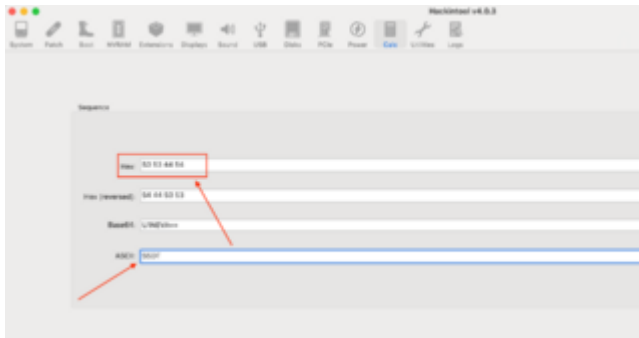 Hackintool v4.0.3
System Patch Boot NVRAM Extensions Displays Sound USB Disks PCIe Power Calc Utilities Logs
Sequence
Hex: 53 53 44 54
Hex (reversed): 54 44 53 53
Base64:
ASCII: SSDT